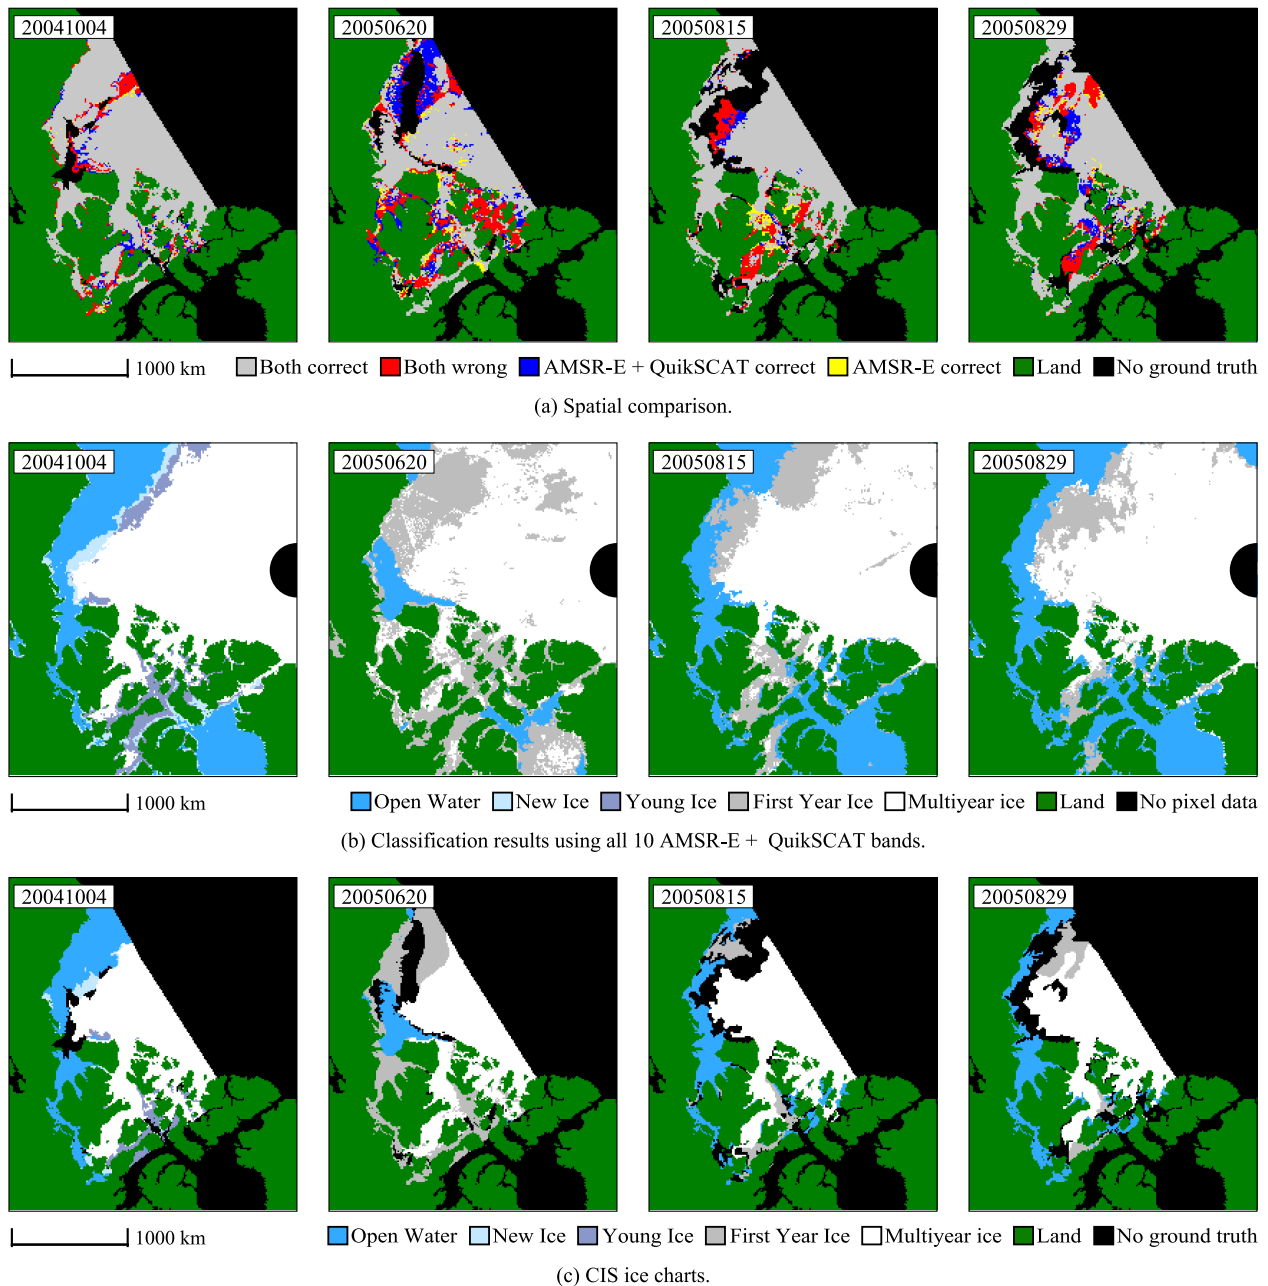 20041004 20050620 20050815 20050829
1000 km Both correct Both wrong AMSR-E + QuikSCAT correct AMSR-E correct Land No ground truth
(a) Spatial comparison.
20041004 20050620 20050815 20050829
1000 km Open Water New Ice Young Ice First Year Ice Multiyear ice Land No pixel data
(b) Classification results using all 10 AMSR-E + QuikSCAT bands.
20041004 20050620 20050815 20050829
1000 km Open Water New Ice Young Ice First Year Ice Multiyear ice Land No ground truth
(c) CIS ice charts.